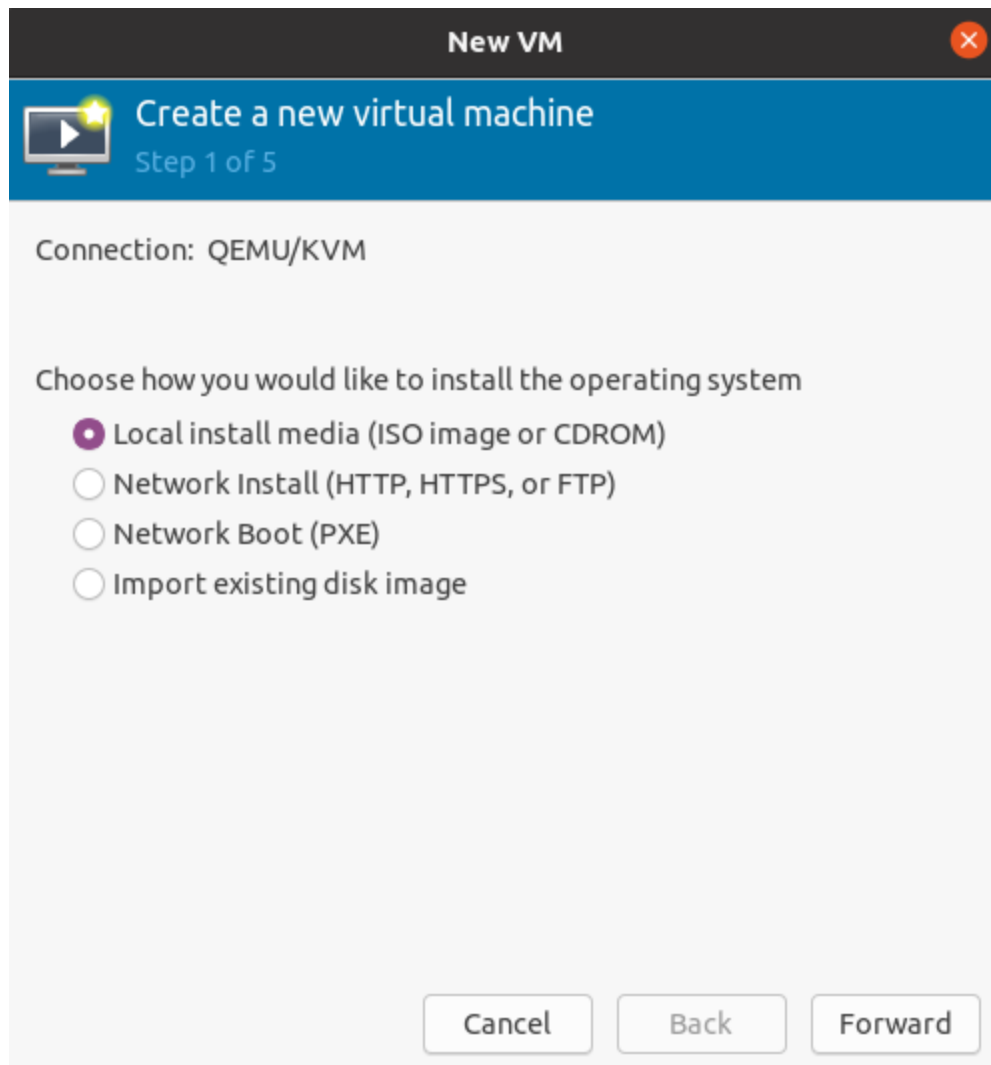 New VM
Create a new virtual machine
Step 1 of 5
Connection: QEMU/KVM
Choose how you would like to install the operating system
Local install media (ISO image or CDROM)
Network Install (HTTP, HTTPS, or FTP)
Network Boot (PXE)
Import existing disk image
Cancel Back Forward